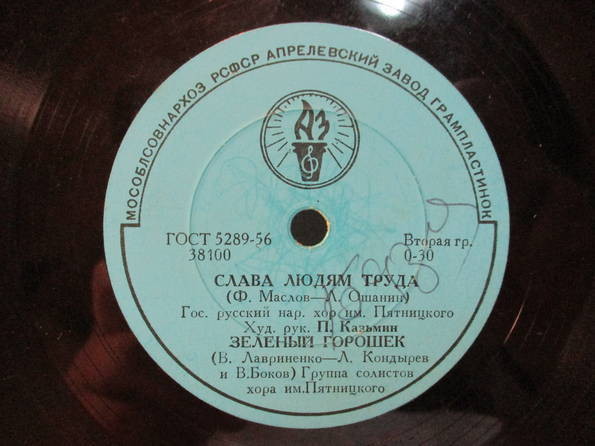 МОСОБЛСОВНАРХОЗ РСФСР АПРЕЛЕВСКИЙ ЗАВОД ГРАМПЛАСТИНОК
АЗ
ГОСТ 5289-56
38100
Вторая гр.
0-30
СЛАВА ЛЮДЯМ ТРУДА
(Ф. Маслов—Л. Ошанин)
Гос. русский нар. хор им. Пятницкого
Худ. рук. П. Казьмин
ЗЕЛЕНЫЙ ГОРОШЕК
(В. Лавриненко—Л. Кондырев
и В.Боков) Группа солистов
хора им.Пятницкого